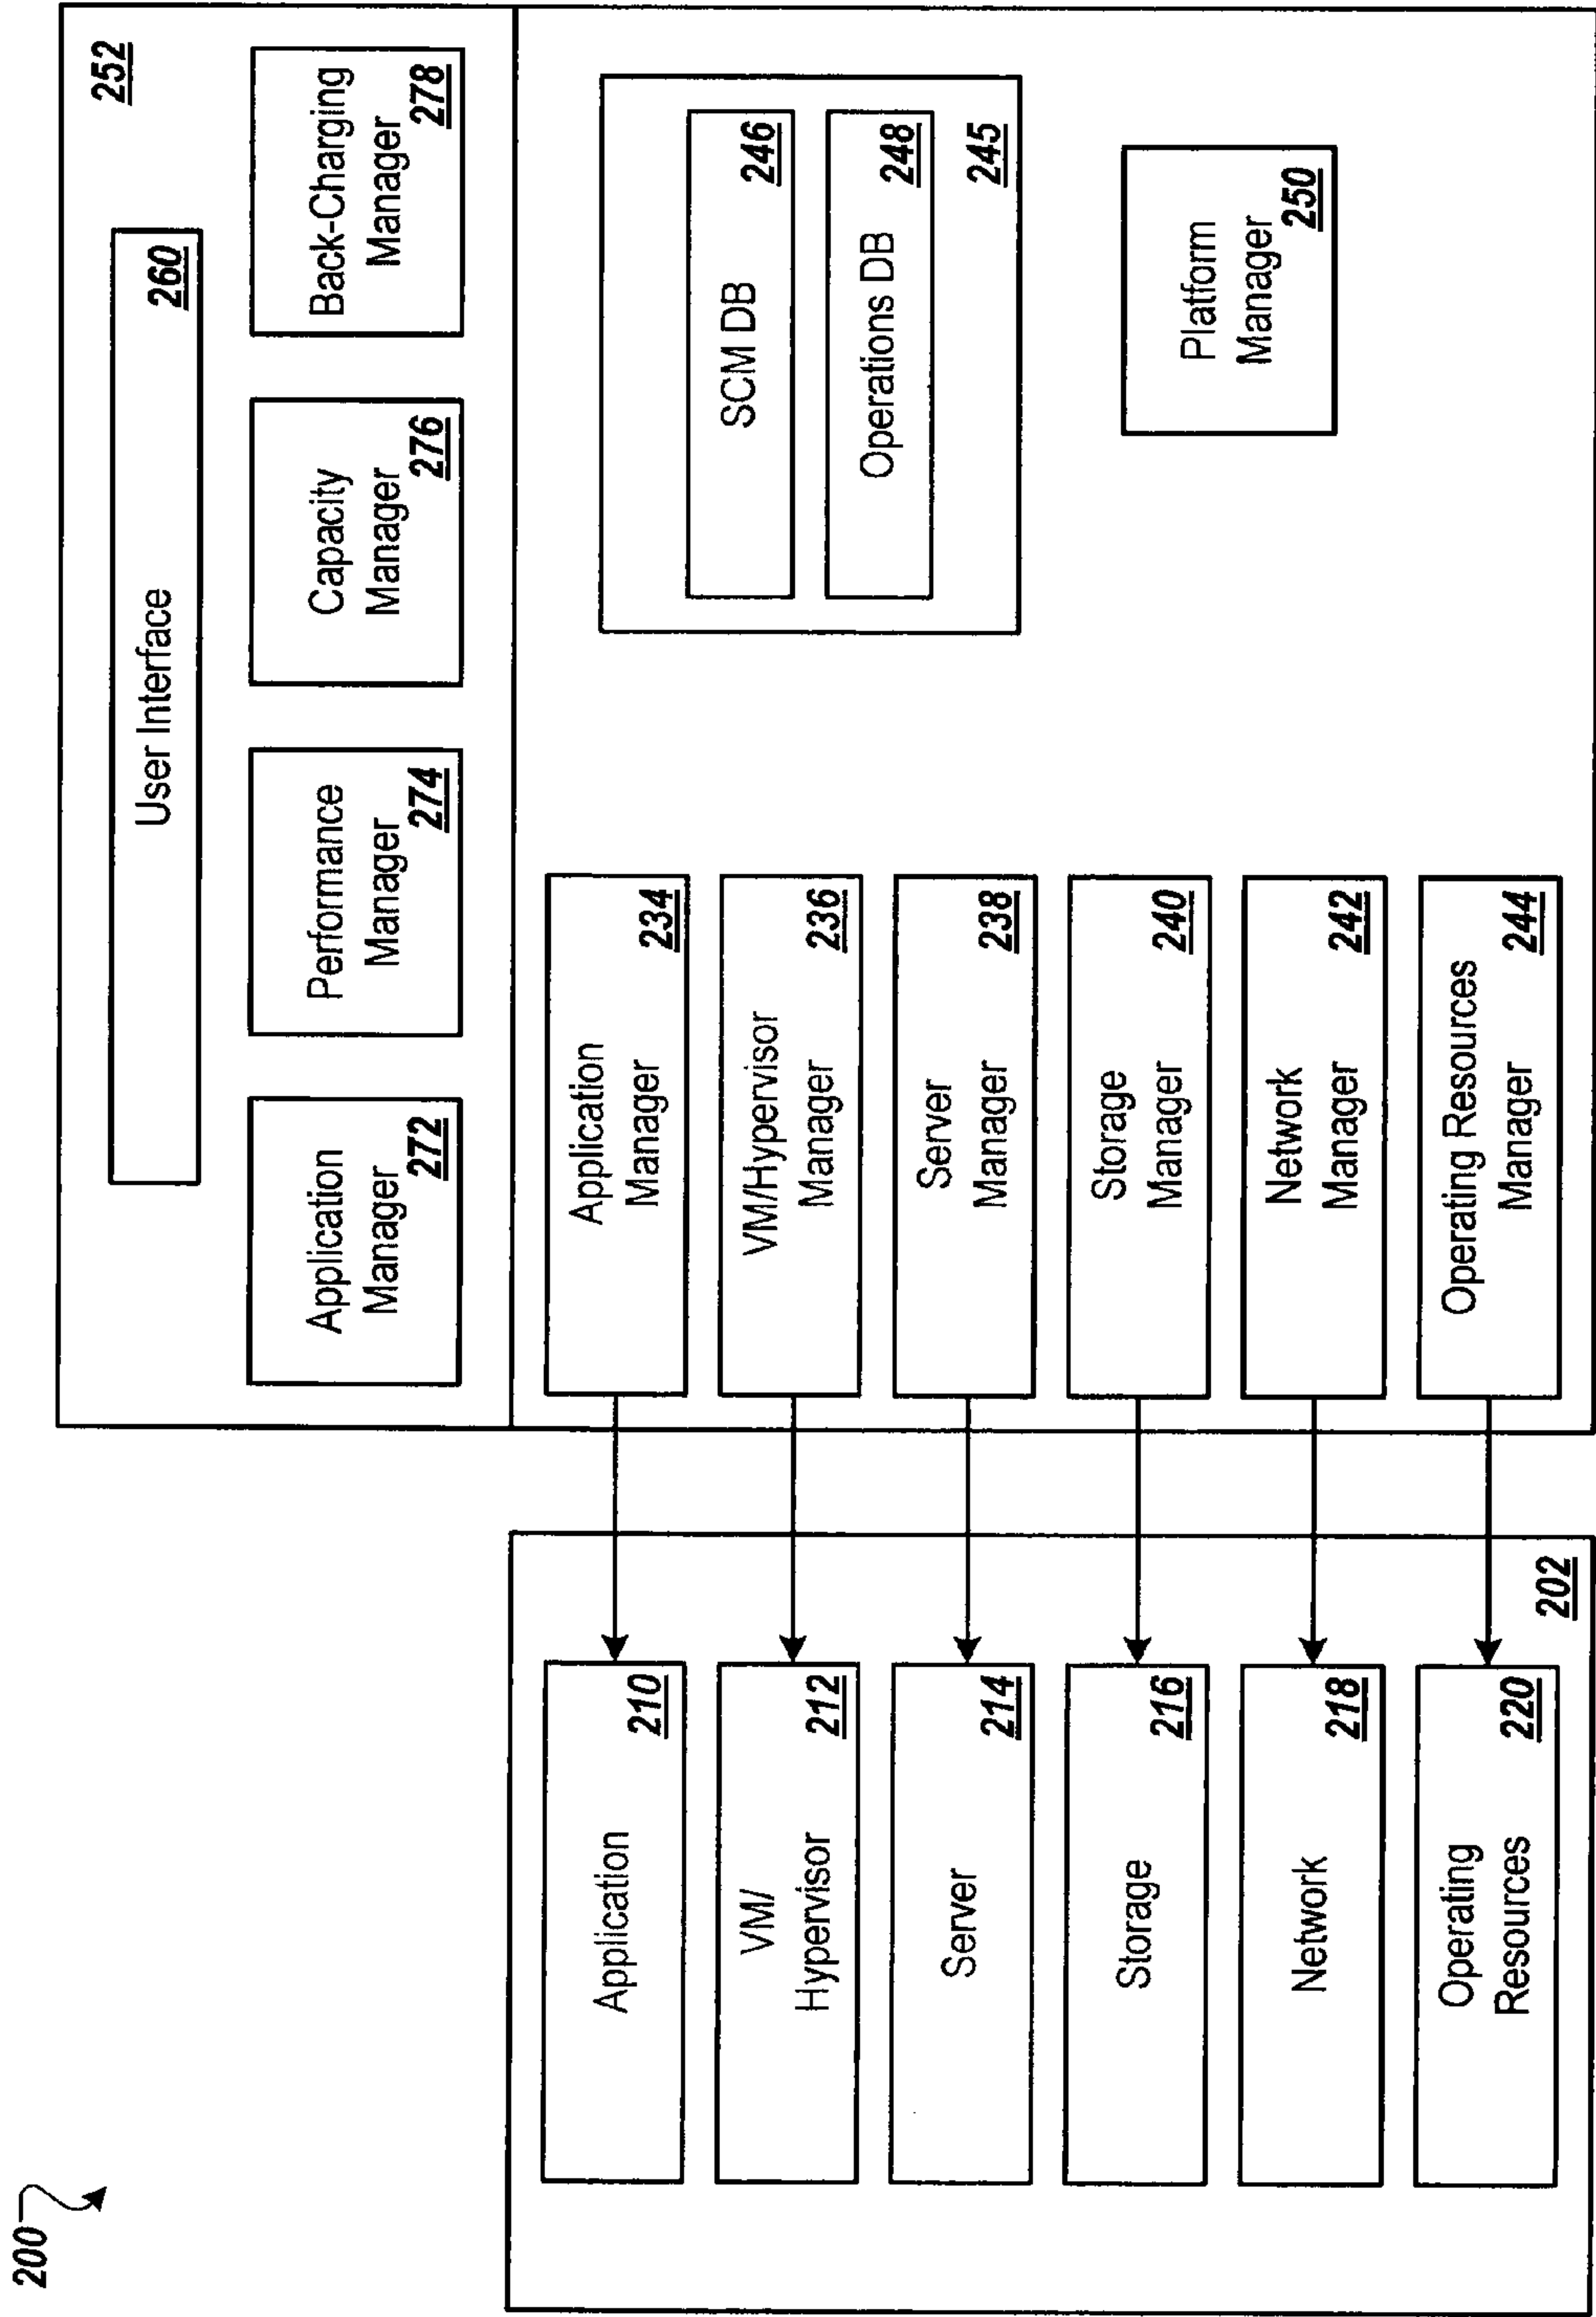 200
252
User Interface
260
Application
Manager
272
Performance
Manager
274
Capacity
Manager
276
Back-Charging
Manager
278
Application
210
VM/
Hypervisor
212
Server
214
Storage
216
Network
218
Operating
Resources
220
202
Application
Manager
234
VM/Hypervisor
Manager
236
Server
Manager
238
Storage
Manager
240
Network
Manager
242
Operating Resources
Manager
244
SCM DB
246
Operations DB
248
245
Platform
Manager
250